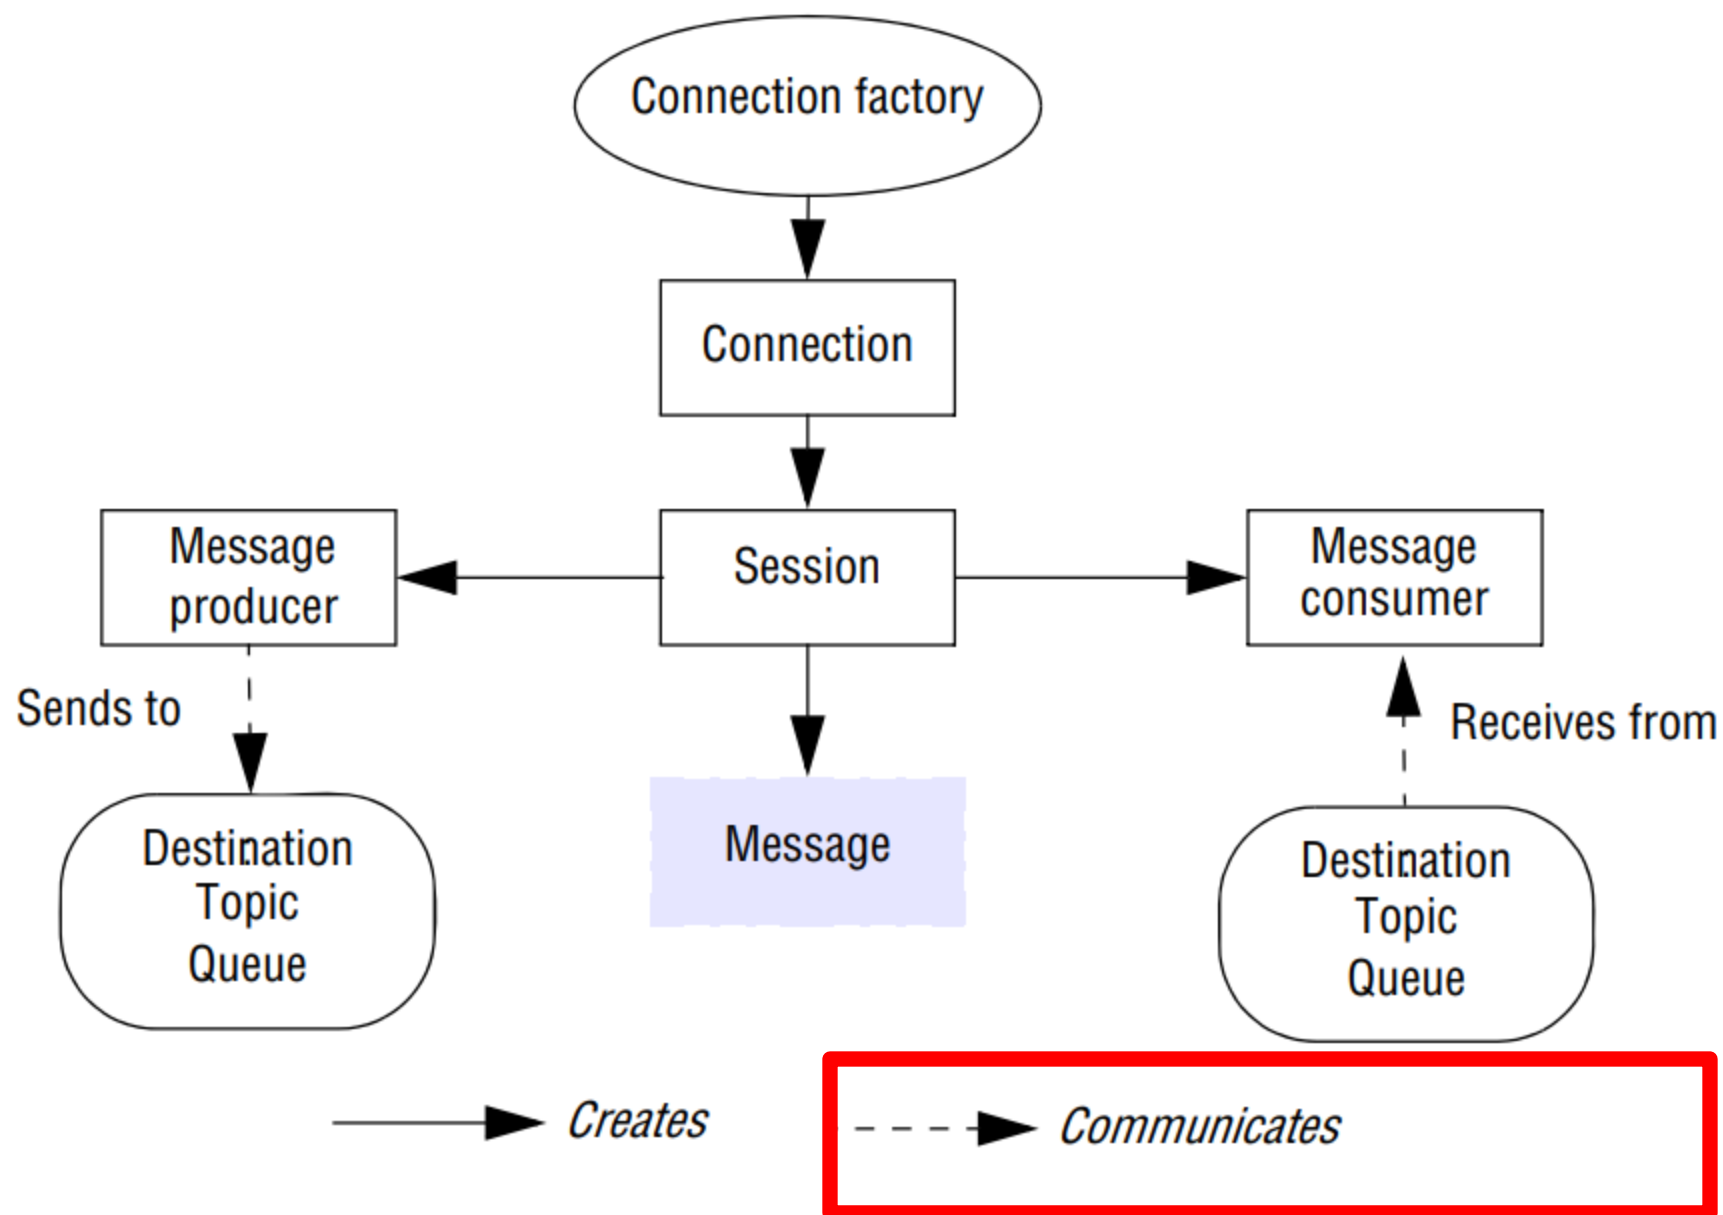 Connection factory
Connection
Message
producer
Session
Message
consumer
Sends to
Receives from
Destination
Topic
Queue
Message
Destination
Topic
Queue
Creates
Communicates